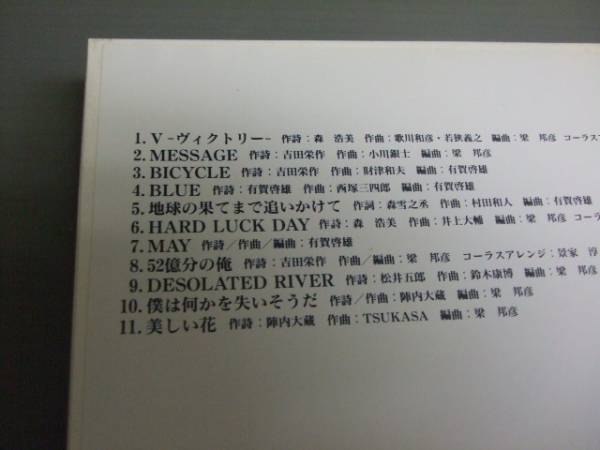 1. V -ヴィクトリー- 作詩：森 浩美 作曲：歌川和彦・若狭義之 編曲：梁 邦彦 コーラス
2. MESSAGE 作詩：吉田栄作 作曲：小川銀士 編曲：梁 邦彦
3. BICYCLE 作詩：吉田栄作 作曲：財津和夫 編曲：有賀啓雄
4. BLUE 作詩：有賀啓雄 作曲：西塚三四郎 編曲：有賀啓雄
5. 地球の果てまで追いかけて 作詞：森雪之丞 作曲：村田和人 編曲：有賀啓雄
6. HARD LUCK DAY 作詩：森 浩美 作曲：井上大輔 編曲：梁 邦彦 コーラ
7. MAY 作詩／作曲／編曲：有賀啓雄
8. 52億分の俺 作詩：吉田栄作 作曲／編曲：梁 邦彦 コーラスアレンジ：景家 淳
9. DESOLATED RIVER 作詩：松井五郎 作曲：鈴木康博 編曲：梁 邦彦
10. 僕は何かを失いそうだ 作詩／作曲：陣内大蔵 編曲：梁 邦彦
11. 美しい花 作詩：陣内大蔵 作曲：TSUKASA 編曲：梁 邦彦